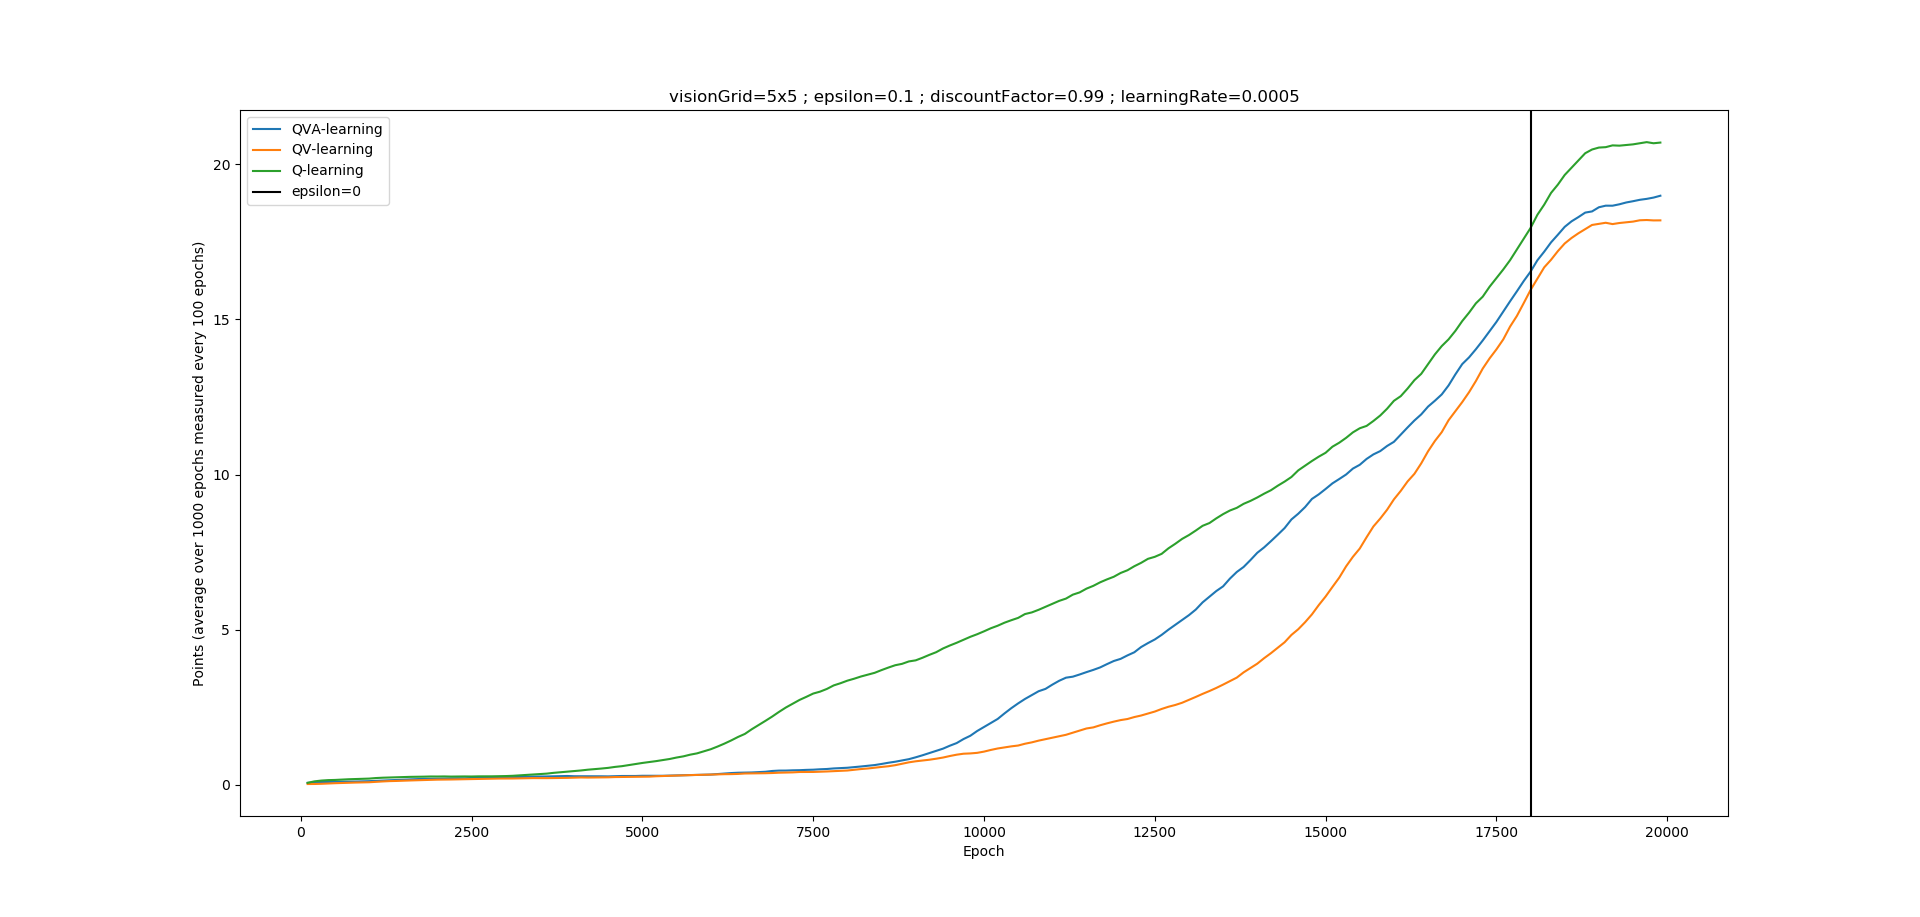 visionGrid=5x5 ; epsilon=0.1 ; discountFactor=0.99 ; learningRate=0.0005
QVA-learning
QV-learning
Q-learning
epsilon=0
Points (average over 1000 epochs measured every 100 epochs)
20
15
10
5
0
0 2500 5000 7500 10000 12500 15000 17500 20000
Epoch